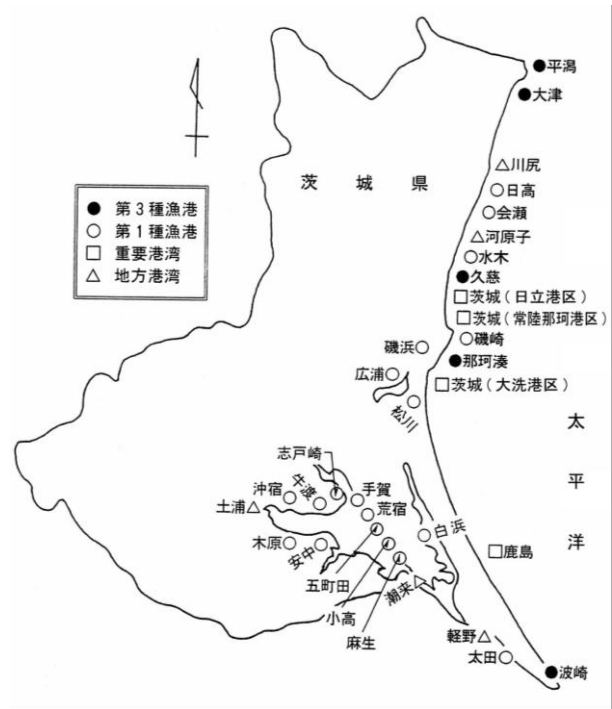 平潟
大津
川尻
茨城県
日高
会瀬
第3種漁港
第1種漁港
重要港湾
地方港湾
河原子
水木
久慈
茨城(日立港区)
茨城(常陸那珂港区)
磯崎
磯浜
那珂湊
広浦
茨城(大洗港区)
松川
太平洋
志戸崎
牛渡
沖宿
手賀
土浦
荒宿
白浜
木原
安中
鹿島
五町田
潮来
小高
麻生
軽野
太田
波崎